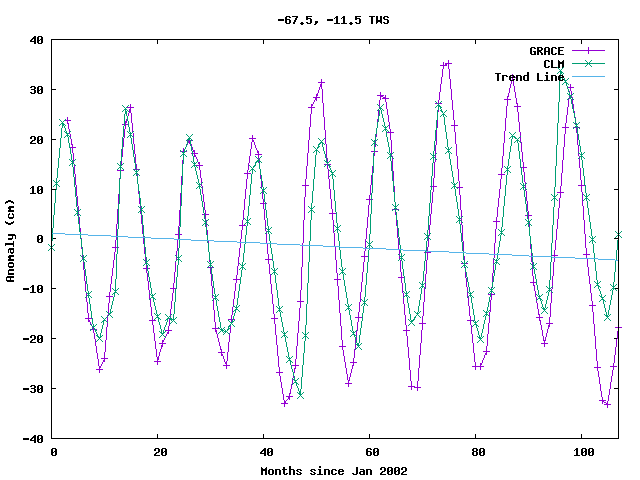 -67.5, -11.5 TWS
GRACE
CLM
Trend Line
40
30
20
10
0
-10
-20
-30
-40
Anomaly (cm)
0 20 40 60 80 100
Months since Jan 2002